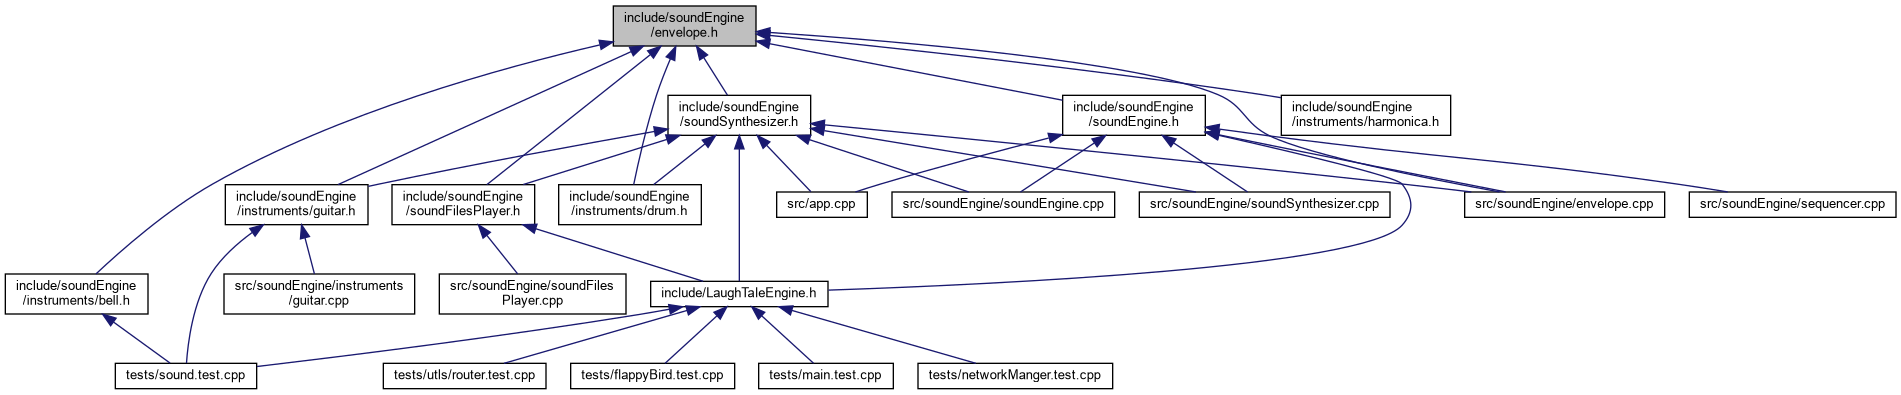 include/soundEngine
/envelope.h
include/soundEngine
/soundSynthesizer.h
include/soundEngine
/soundEngine.h
include/soundEngine
/instruments/harmonica.h
include/soundEngine
/instruments/guitar.h
include/soundEngine
/soundFilesPlayer.h
include/soundEngine
/instruments/drum.h
src/app.cpp
src/soundEngine/soundEngine.cpp
src/soundEngine/soundSynthesizer.cpp
src/soundEngine/envelope.cpp
src/soundEngine/sequencer.cpp
include/soundEngine
/instruments/bell.h
src/soundEngine/instruments
/guitar.cpp
src/soundEngine/soundFiles
Player.cpp
include/LaughTaleEngine.h
tests/sound.test.cpp
tests/utls/router.test.cpp
tests/flappyBird.test.cpp
tests/main.test.cpp
tests/networkManger.test.cpp